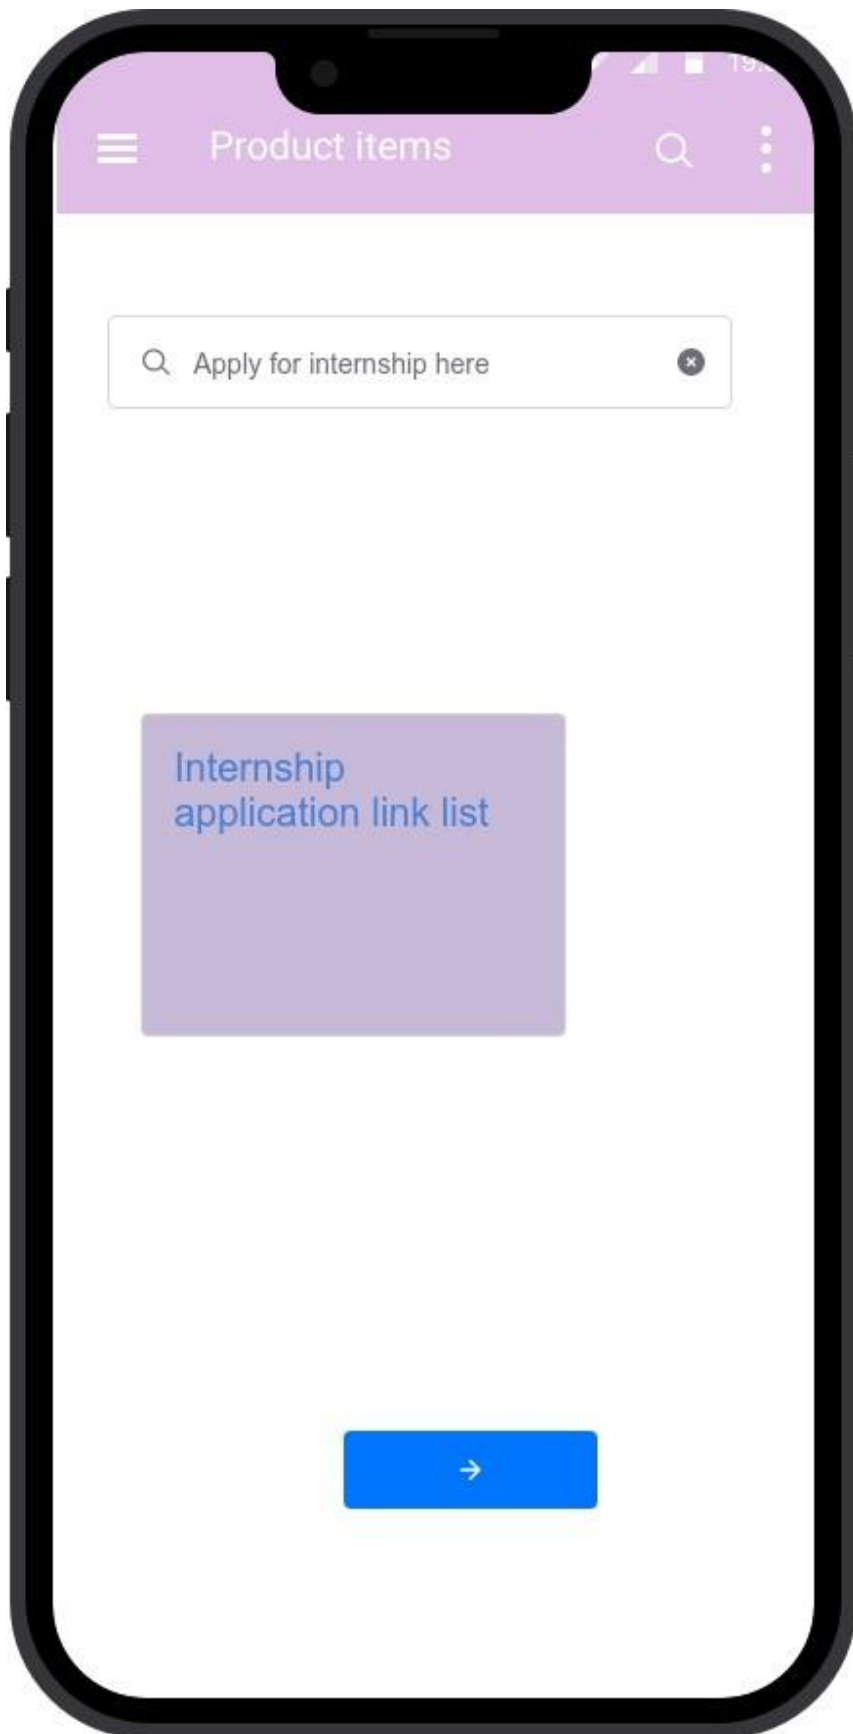 Product items
Apply for internship here
Internship
application link list